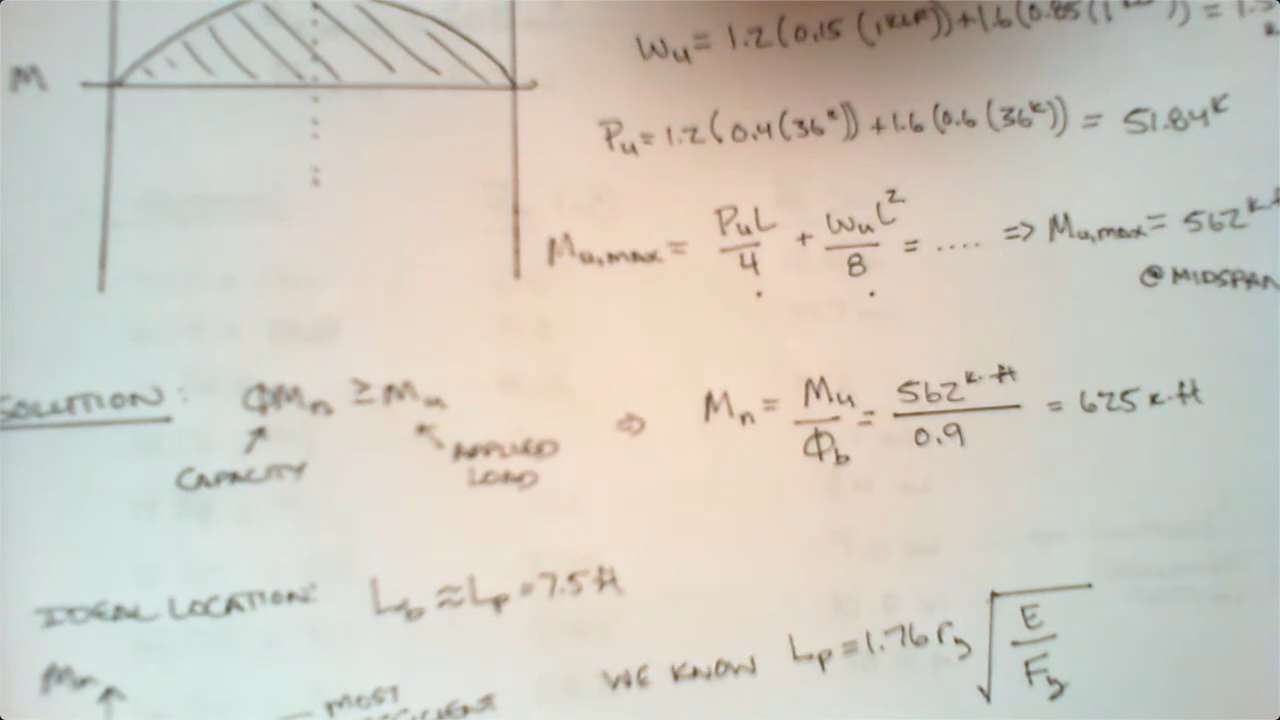 M
Wu = 1.2(0.15(1KLF))+1.6(0.85(1
Pu = 1.2(0.4(36ᵏ))+1.6(0.6(36ᵏ)) = 51.84ᵏ
Mu,max = PuL/4 + WuL²/8 = .... => Mu,max = 562ᵏ·ᶠᵗ
@MIDSPAN
SOLUTION: ΦMn ≥ Mu => Mn = Mu/Φb = 562ᵏ·ᶠᵗ/0.9 = 625 k·ft
CAPACITY
APPLIED
LOAD
IDEAL LOCATION: Lb ≈ Lp = 7.5 ft
WE KNOW Lp = 1.76 ry √(E/Fy)
Mn
MOST